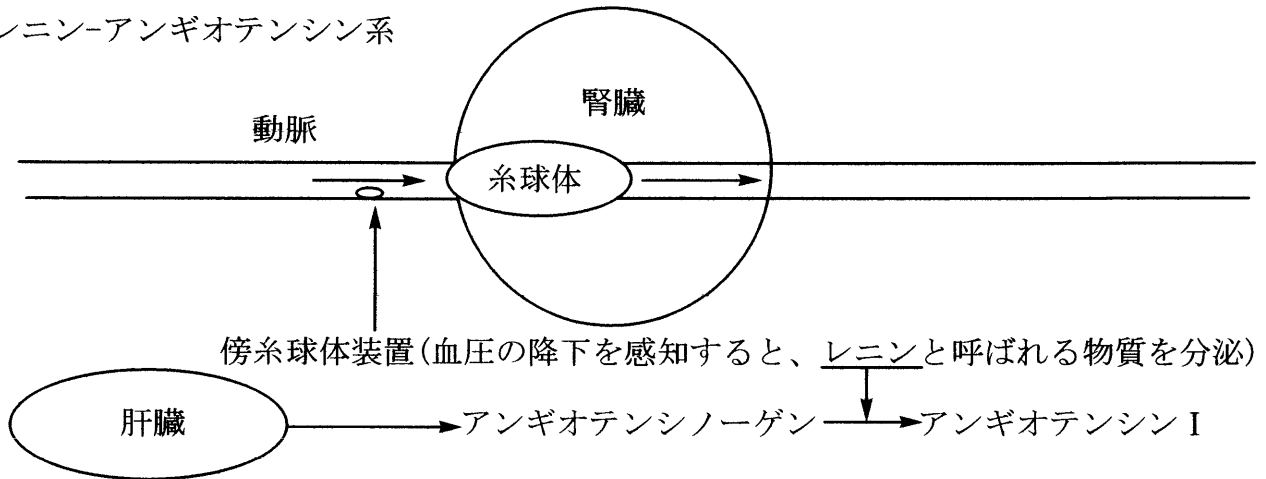 ンニン-アンギオテンシン系
腎臓
動脈
糸球体
傍糸球体装置(血圧の降下を感知すると、レニンと呼ばれる物質を分泌)
肝臓
アンギオテンシノーゲン
アンギオテンシンⅠ